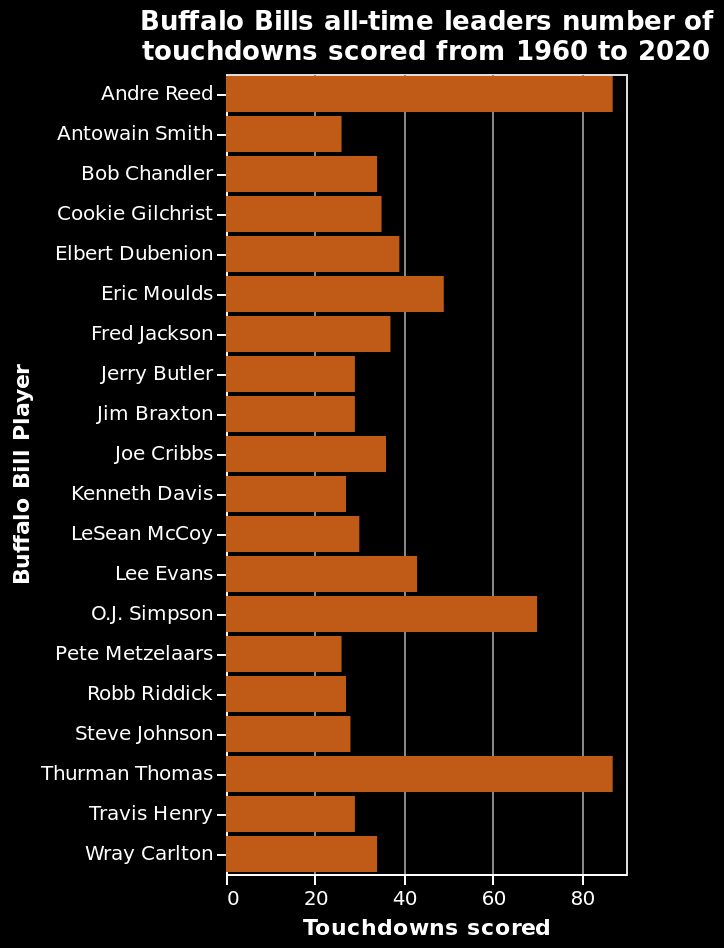 Buffalo Bills all-time leaders number of
touchdowns scored from 1960 to 2020
Buffalo Bill Player
Andre Reed
Antowain Smith
Bob Chandler
Cookie Gilchrist
Elbert Dubenion
Eric Moulds
Fred Jackson
Jerry Butler
Jim Braxton
Joe Cribbs
Kenneth Davis
LeSean McCoy
Lee Evans
O.J. Simpson
Pete Metzelaars
Robb Riddick
Steve Johnson
Thurman Thomas
Travis Henry
Wray Carlton
0 20 40 60 80
Touchdowns scored